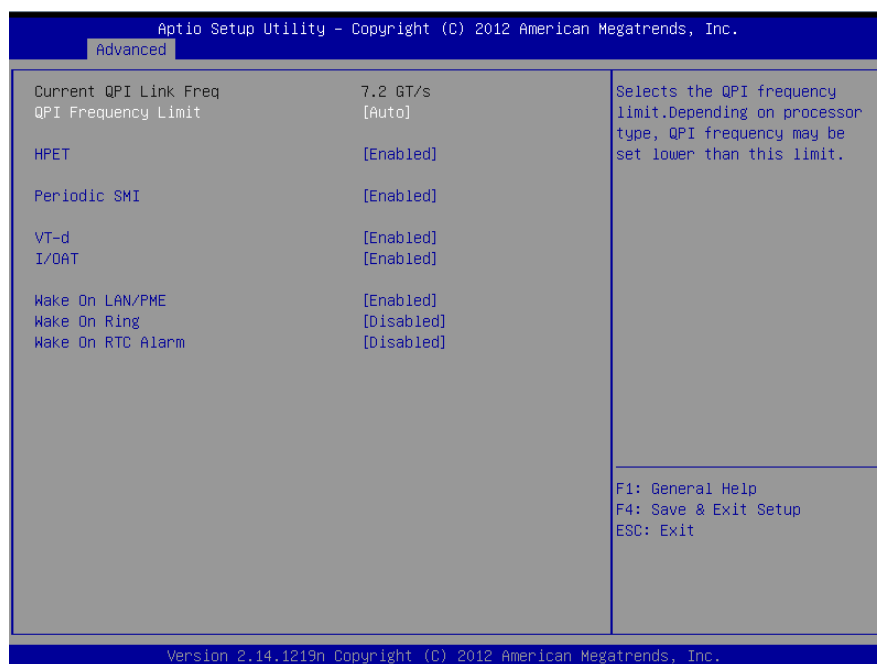 Aptio Setup Utility – Copyright (C) 2012 American Megatrends, Inc.
Advanced
Current QPI Link Freq 7.2 GT/s
QPI Frequency Limit [Auto]
HPET [Enabled]
Periodic SMI [Enabled]
VT-d [Enabled]
I/OAT [Enabled]
Wake On LAN/PME [Enabled]
Wake On Ring [Disabled]
Wake On RTC Alarm [Disabled]
Selects the QPI frequency
limit.Depending on processor
type, QPI frequency may be
set lower than this limit.
F1: General Help
F4: Save & Exit Setup
ESC: Exit
Version 2.14.1219n Copyright (C) 2012 American Megatrends, Inc.